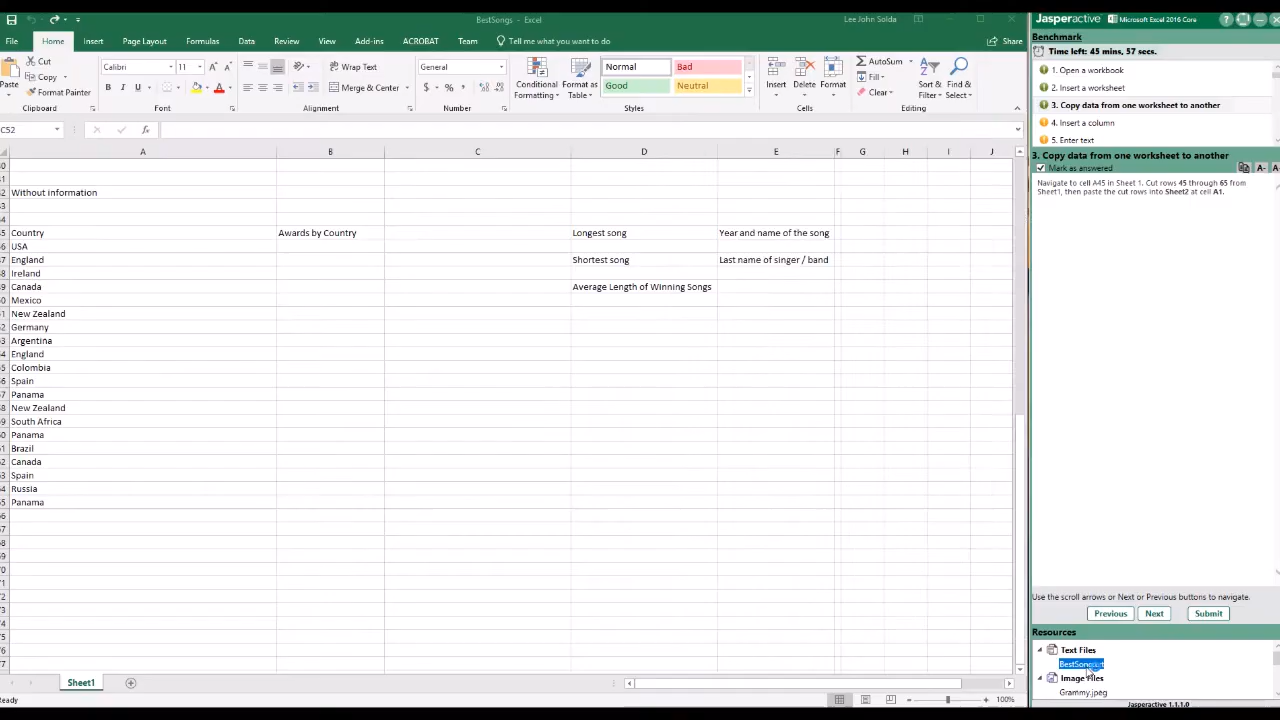 BestSongs - Excel
Lee John Solda
File Home Insert Page Layout Formulas Data Review View Add-ins ACROBAT Team Tell me what you want to do Share
Cut
Copy
Format Painter
Clipboard
Calibri 11
B I U
Font
Wrap Text
Merge & Center
Alignment
General
$ % ,
Number
Conditional Formatting
Format as Table
Normal Bad
Good Neutral
Styles
Insert Delete Format
Cells
AutoSum
Fill
Clear
Sort & Filter
Find & Select
Editing
C52 fx
A B C D E F G H I J
Without information
Country Awards by Country Longest song Year and name of the song
USA
England Shortest song Last name of singer / band
Ireland
Canada Average Length of Winning Songs
Mexico
New Zealand
Germany
Argentina
England
Colombia
Spain
Panama
New Zealand
South Africa
Panama
Brazil
Canada
Spain
Russia
Panama
Sheet1
100%
Jasperactive Microsoft Excel 2016 Core
Benchmark
Time left: 45 mins, 57 secs.
1. Open a workbook
2. Insert a worksheet
3. Copy data from one worksheet to another
4. Insert a column
5. Enter text
3. Copy data from one worksheet to another
Mark as answered A- A
Navigate to cell A45 in Sheet 1. Cut rows 45 through 65 from
Sheet1, then paste the cut rows into Sheet2 at cell A1.
Use the scroll arrows or Next or Previous buttons to navigate.
Previous Next Submit
Resources
Text Files
Image Files
Grammy.jpeg
Jasperactive 1.1.1.0